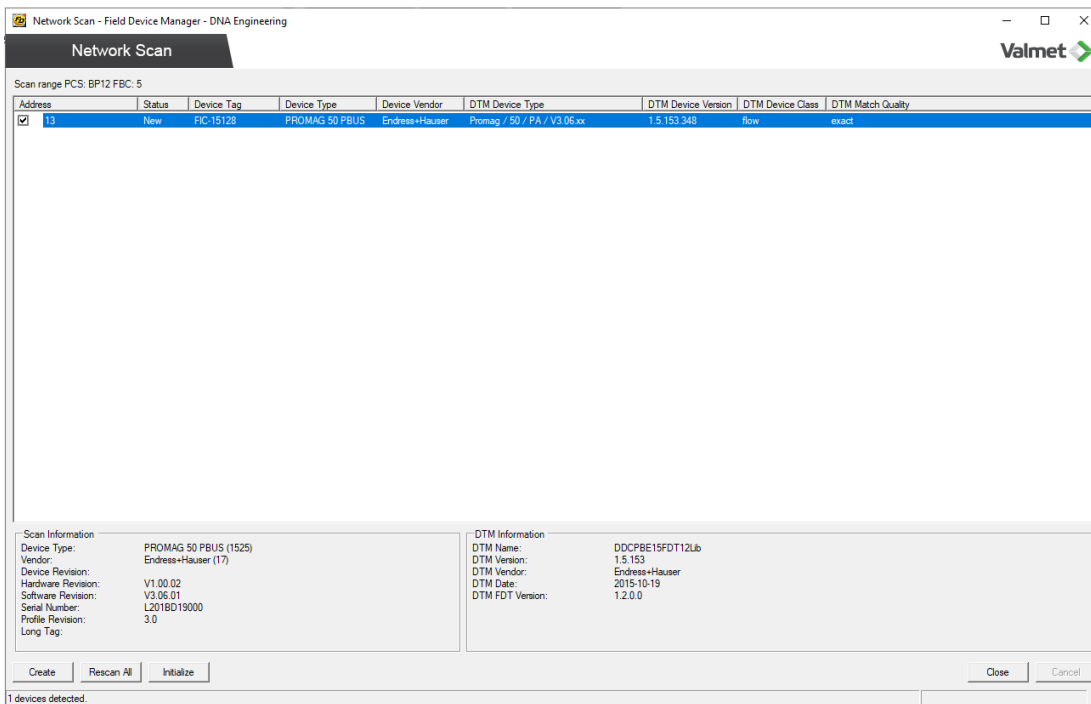 Network Scan - Field Device Manager - DNA Engineering
Network Scan
Valmet
Scan range PCS: BP12 FBC: 5
Address Status Device Tag Device Type Device Vendor DTM Device Type DTM Device Version DTM Device Class DTM Match Quality
13 New FIC-15128 PROMAG 50 PBUS Endress+Hauser Promag / 50 / PA / V3.06.xx 1.5.153.348 flow exact
Scan Information
Device Type: PROMAG 50 PBUS (1525)
Vendor: Endress+Hauser (17)
Device Revision:
Hardware Revision: V1.00.02
Software Revision: V3.06.01
Serial Number: L201BD19000
Profile Revision: 3.0
Long Tag:
DTM Information
DTM Name: DDCPBE15FDT12Lib
DTM Version: 1.5.153
DTM Vendor: Endress+Hauser
DTM Date: 2015-10-19
DTM FDT Version: 1.2.0.0
Create Rescan All Initialize Close Cancel
1 devices detected.